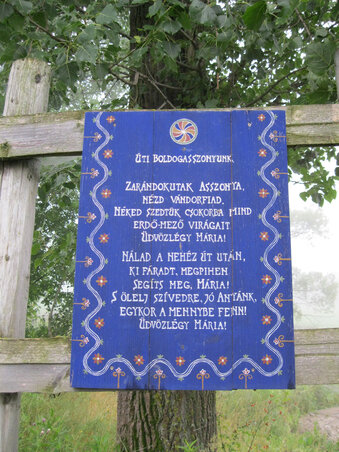 ÚTI BOLDOGASSZONYUNK,
ZARÁNDOKUTAK ASSZONYA,
NÉZD VÁNDORFIAD,
NÉKED SZEDTÜK CSOKORBA MIND
ERDŐ-MEZŐ VIRÁGAIT.
ÜDVÖZLÉGY MÁRIA!
NÁLAD A NEHÉZ ÚT UTÁN,
KI FÁRADT, MEGPIHEN.
SEGÍTS MEG, MÁRIA!
S ÖLELJ SZÍVEDRE, JÓ ANYÁNK,
EGYKOR A MENNYBE FENN!
ÜDVÖZLÉGY MÁRIA!